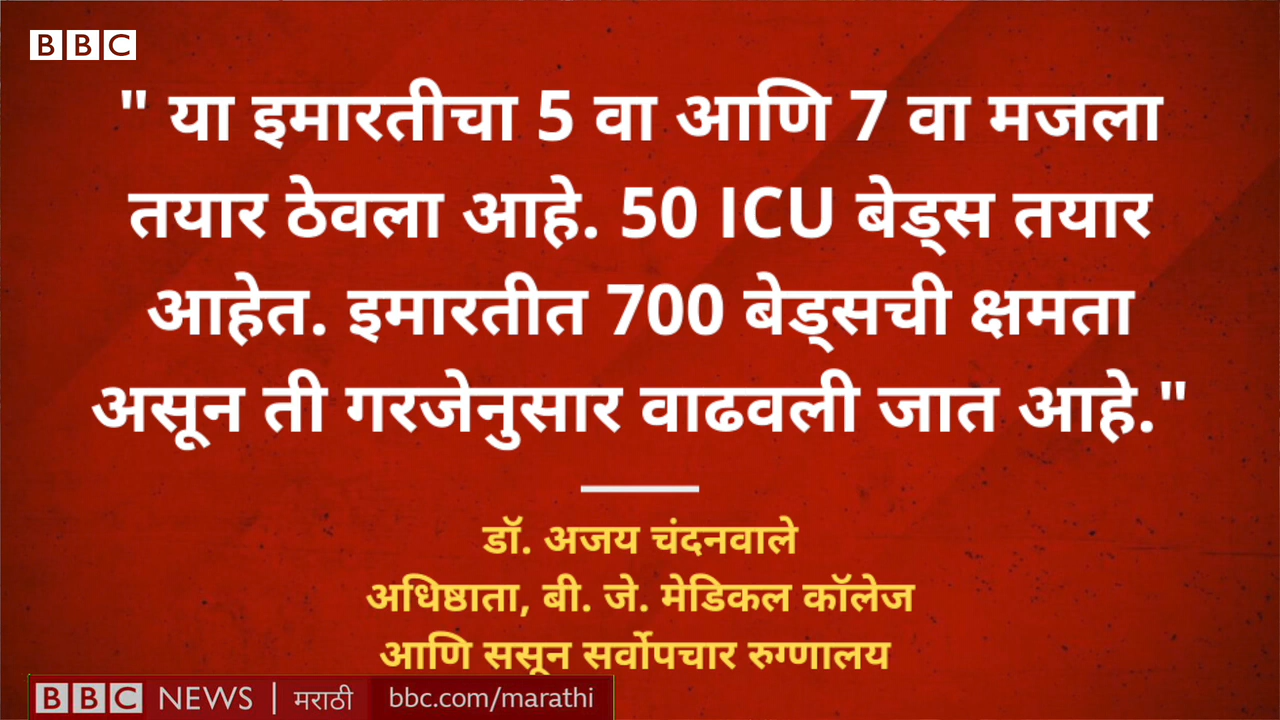 BBC
" या इमारतीचा 5 वा आणि 7 वा मजला
तयार ठेवला आहे. 50 ICU बेड्स तयार
आहेत. इमारतीत 700 बेड्सची क्षमता
असून ती गरजेनुसार वाढवली जात आहे."
डॉ. अजय चंदनवाले
अधिष्ठाता, बी. जे. मेडिकल कॉलेज
आणि ससून सर्वोपचार रुग्णालय
BBC NEWS | मराठी bbc.com/marathi